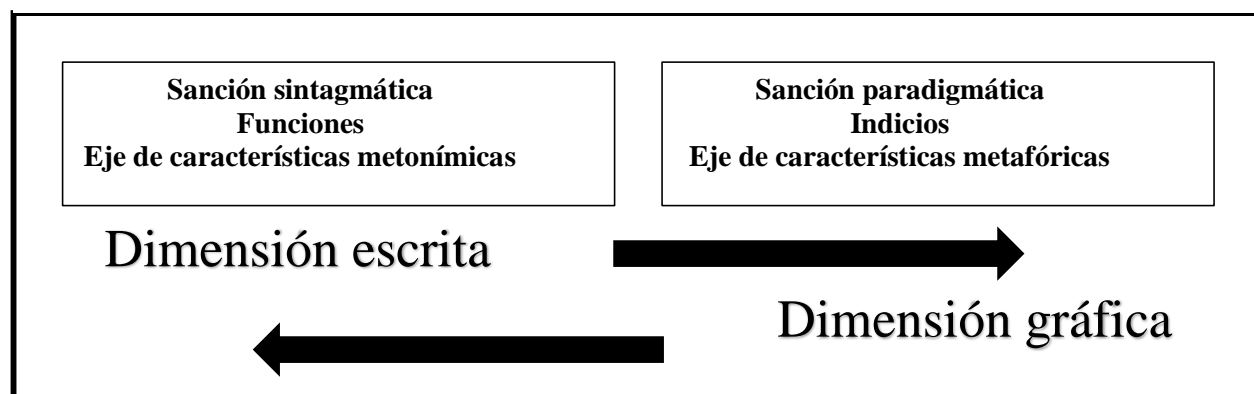 Sanción sintagmática
Funciones
Eje de características metonímicas
Sanción paradigmática
Indicios
Eje de características metafóricas
Dimensión escrita
Dimensión gráfica